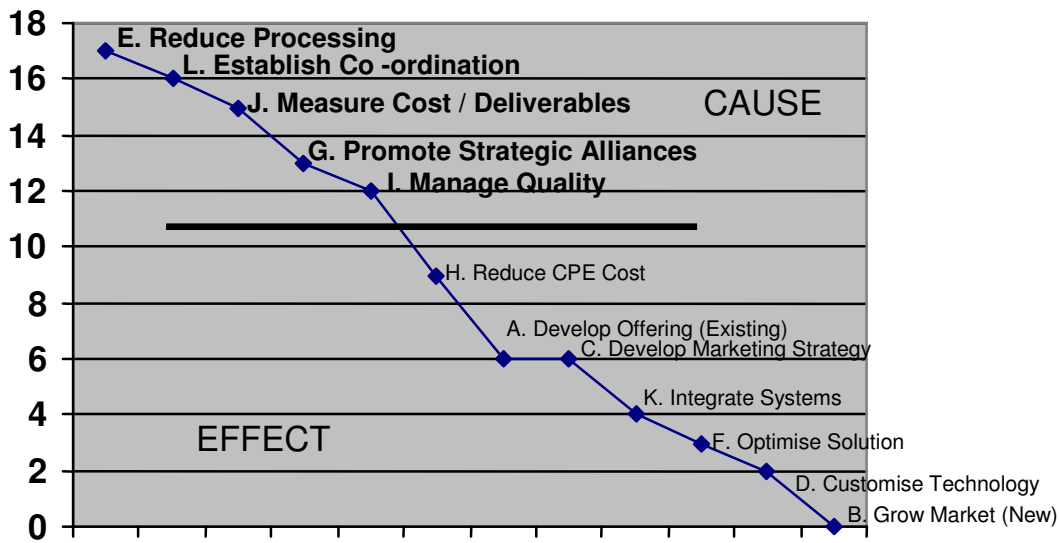 18
E. Reduce Processing
L. Establish Co -ordination
16
J. Measure Cost / Deliverables
CAUSE
14
G. Promote Strategic Alliances
I. Manage Quality
12
10
H. Reduce CPE Cost
8
A. Develop Offering (Existing)
C. Develop Marketing Strategy
6
K. Integrate Systems
4
EFFECT
F. Optimise Solution
2
D. Customise Technology
B. Grow Market (New)
0